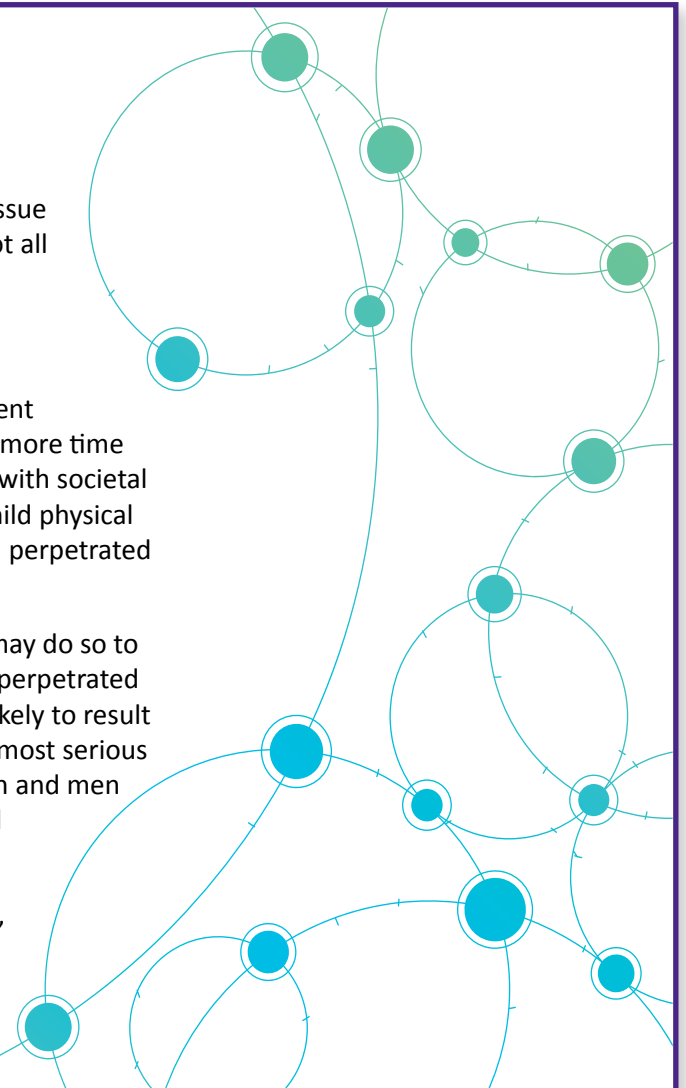 ssue
ot all
ent
more time
with societal
ild physical
perpetrated
may do so to
perpetrated
kely to result
most serious
n and men
,